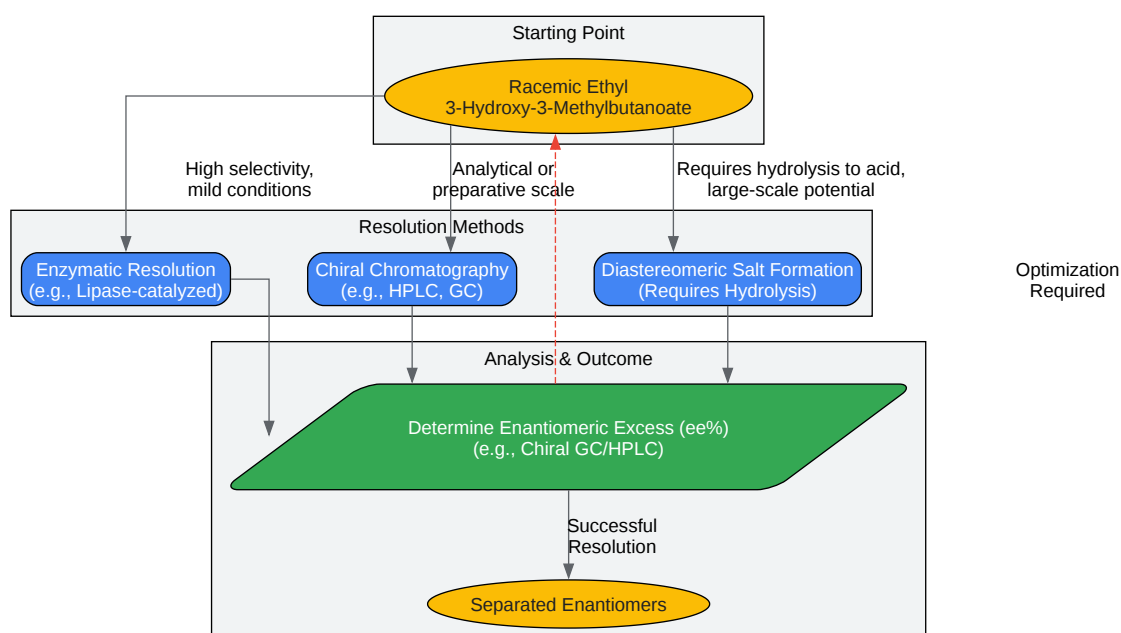 Starting Point
Racemic Ethyl
3-Hydroxy-3-Methylbutanoate
High selectivity,
mild conditions
Analytical or
preparative scale
Requires hydrolysis to acid,
large-scale potential
Resolution Methods
Enzymatic Resolution
(e.g., Lipase-catalyzed)
Chiral Chromatography
(e.g., HPLC, GC)
Diastereomeric Salt Formation
(Requires Hydrolysis)
Optimization
Required
Analysis & Outcome
Determine Enantiomeric Excess (ee%)
(e.g., Chiral GC/HPLC)
Successful
Resolution
Separated Enantiomers